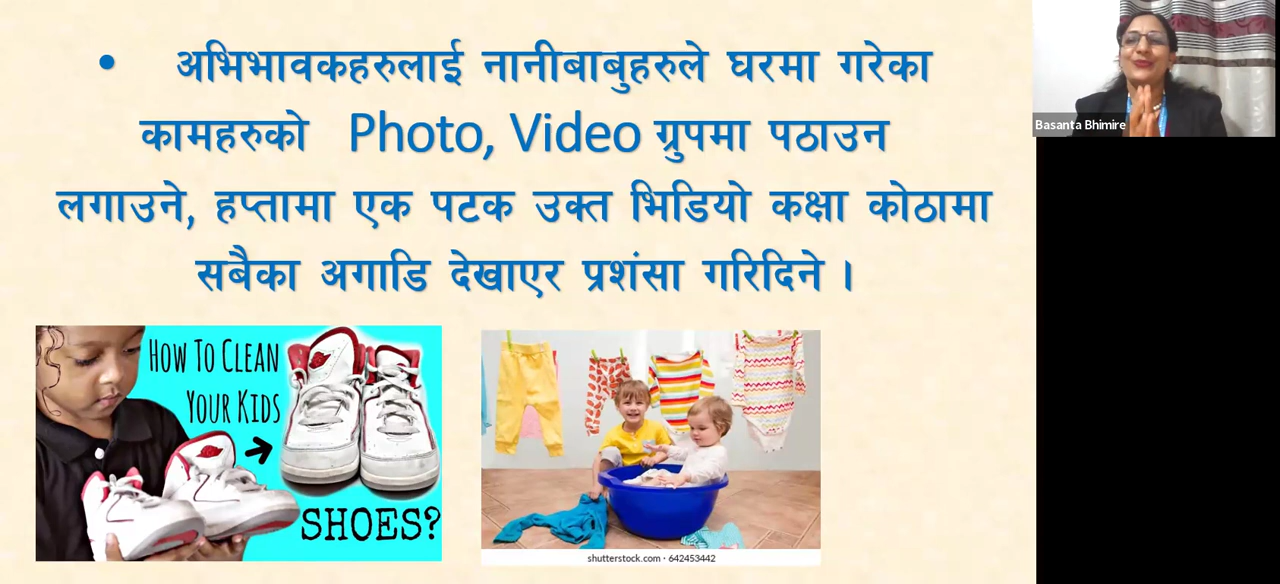 • अभिभावकहरुलाई नानीबाबुहरुले घरमा गरेका
कामहरुको Photo, Video ग्रुपमा पठाउन
लगाउने, हप्तामा एक पटक उक्त भिडियो कक्षा कोठामा
सबैका अगाडि देखाएर प्रशंसा गरिदिने ।
HOW TO CLEAN
YOUR KIDS
SHOES?
shutterstock.com · 642453442
Basanta Bhimire